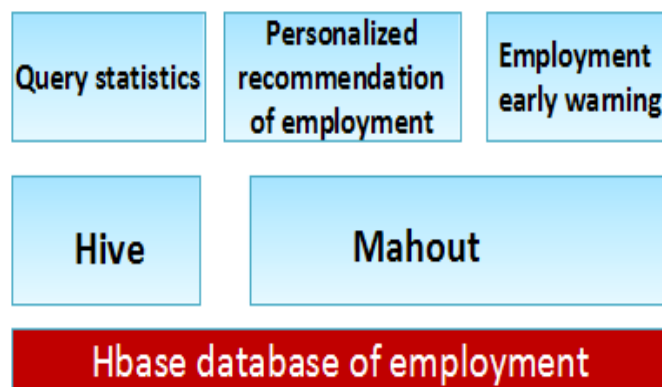 Query statistics
Personalized
recommendation
of employment
Employment
early warning
Hive
Mahout
Hbase database of employment